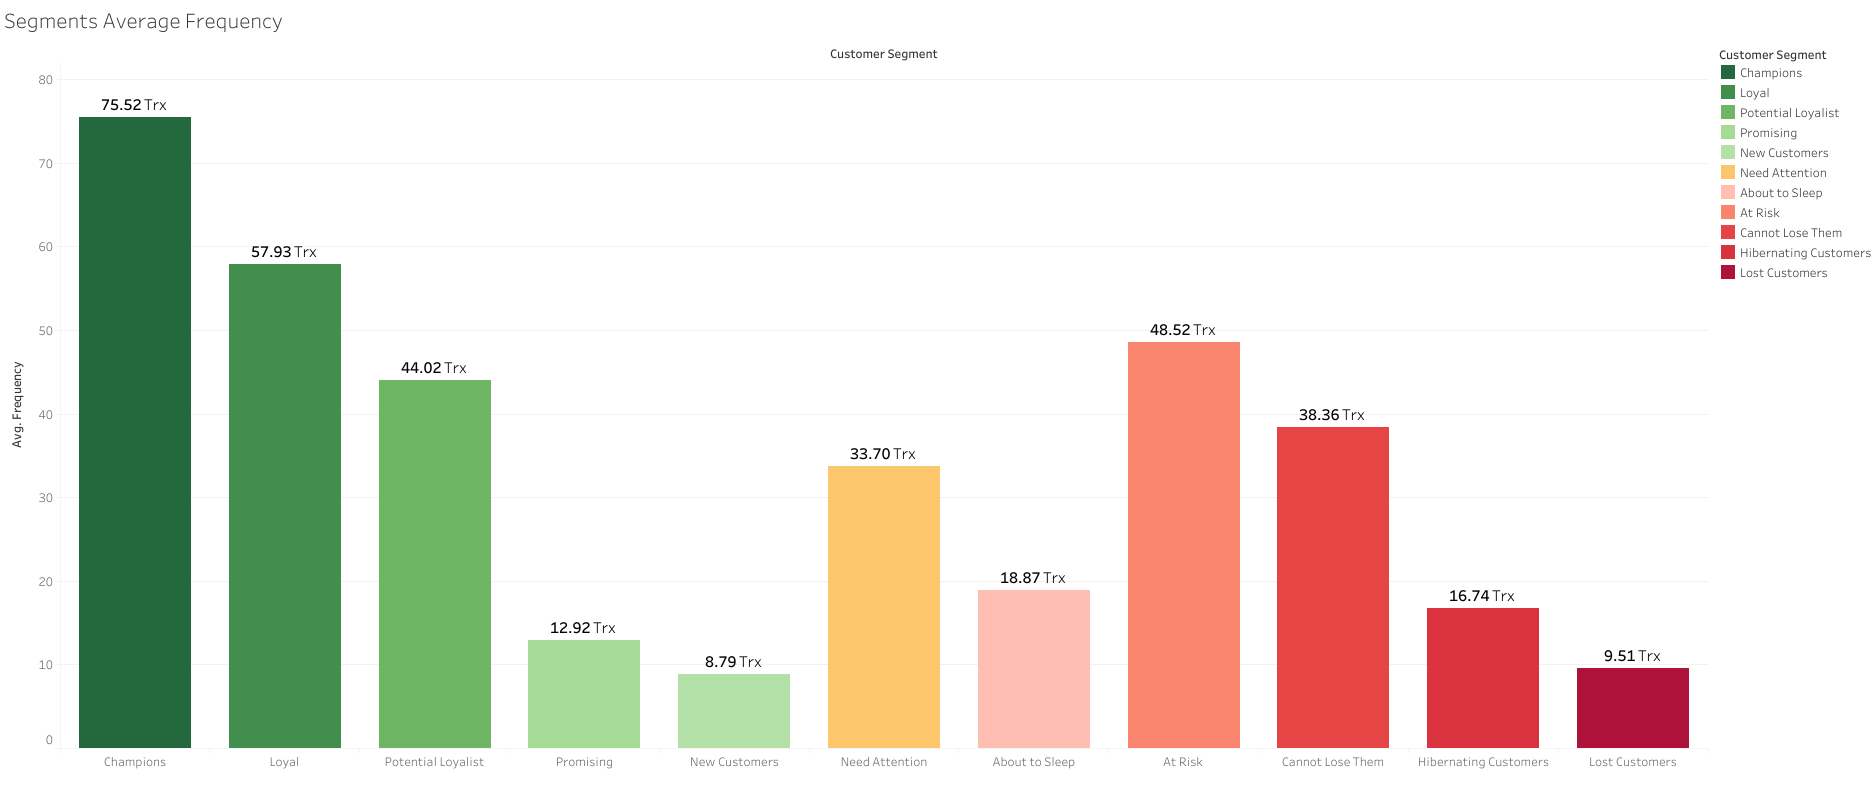 Segments Average Frequency
Customer Segment
Avg. Frequency
80
70
60
50
40
30
20
10
0
75.52 Trx
57.93 Trx
44.02 Trx
12.92 Trx
8.79 Trx
33.70 Trx
18.87 Trx
48.52 Trx
38.36 Trx
16.74 Trx
9.51 Trx
Champions
Loyal
Potential Loyalist
Promising
New Customers
Need Attention
About to Sleep
At Risk
Cannot Lose Them
Hibernating Customers
Lost Customers
Customer Segment
Champions
Loyal
Potential Loyalist
Promising
New Customers
Need Attention
About to Sleep
At Risk
Cannot Lose Them
Hibernating Customers
Lost Customers